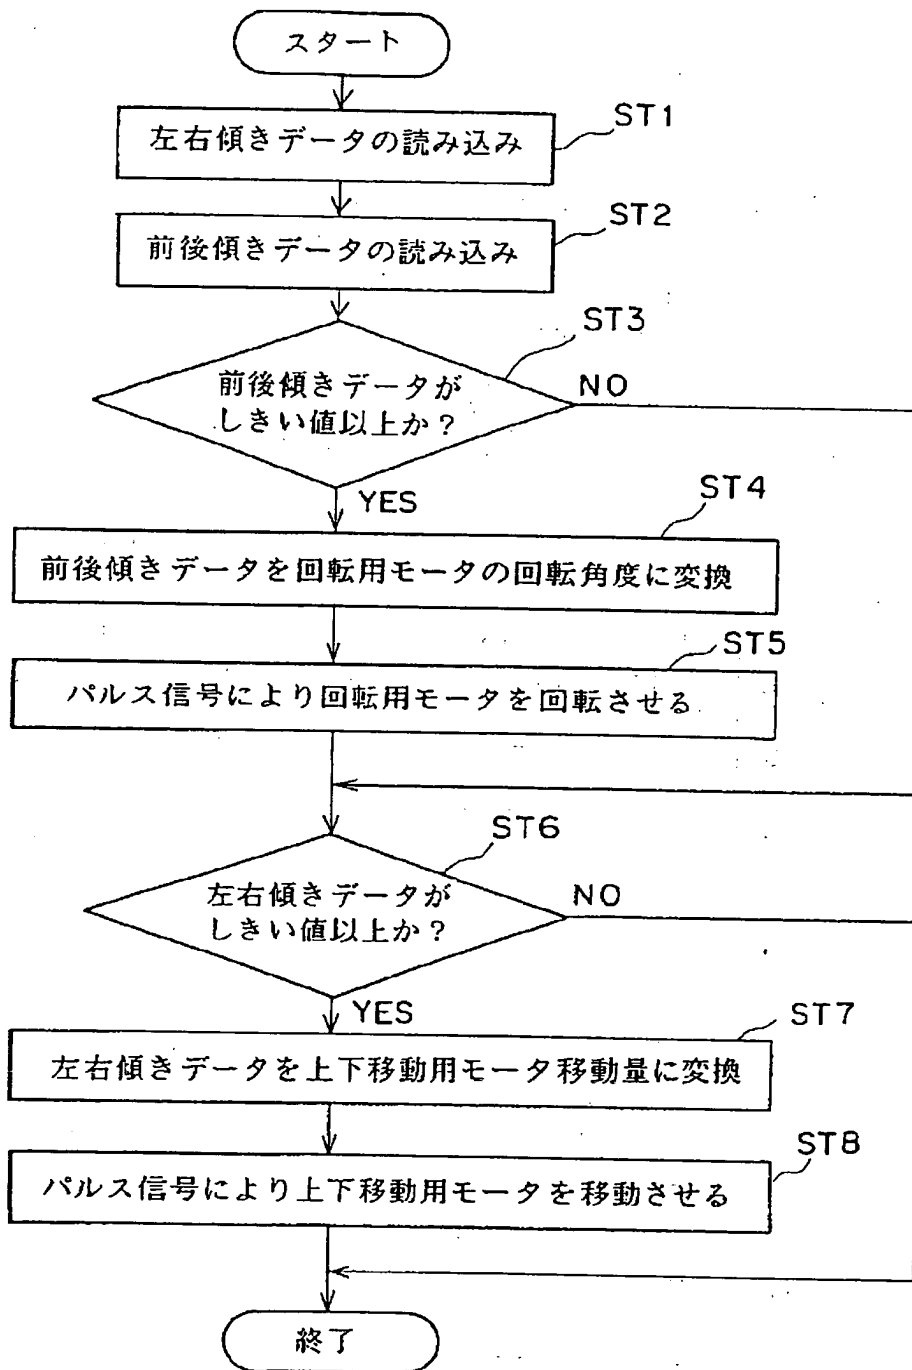 スタート
ST1
左右傾きデータの読み込み
ST2
前後傾きデータの読み込み
ST3
前後傾きデータが
しきい値以上か？
NO
YES
ST4
前後傾きデータを回転用モータの回転角度に変換
ST5
パルス信号により回転用モータを回転させる
ST6
左右傾きデータが
しきい値以上か？
NO
YES
ST7
左右傾きデータを上下移動用モータ移動量に変換
ST8
パルス信号により上下移動用モータを移動させる
終了